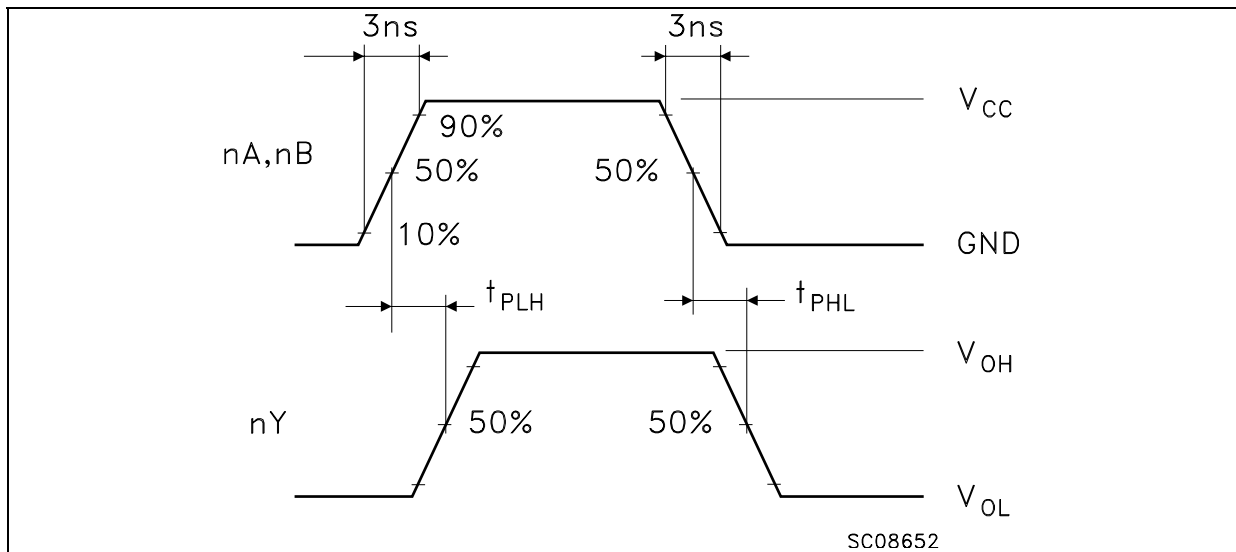 3ns 3ns
V_CC
90%
nA,nB
50% 50%
10%
GND
t_PLH t_PHL
V_OH
50% 50%
nY
V_OL
SC08652